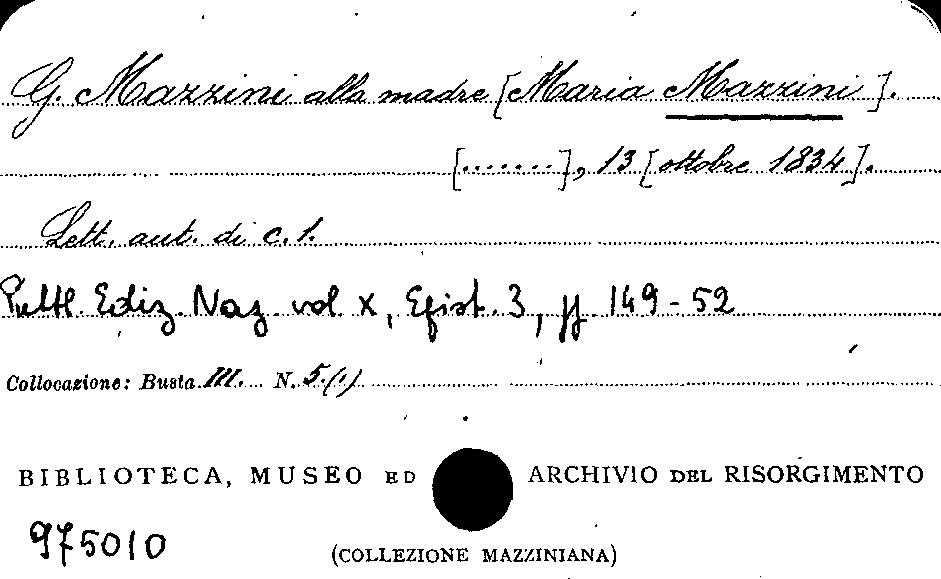 G. Mazzini alla madre [Maria Mazzini].
[.......], 13 [ottobre 1834].
Lett. aut. di c. 1.
Pubbl. Ediz. Naz. vol X, Epist. 3, pp. 149-52
Collocazione: Busta III. N. 5.(1)
BIBLIOTECA, MUSEO ED ARCHIVIO DEL RISORGIMENTO
975010
(COLLEZIONE MAZZINIANA)